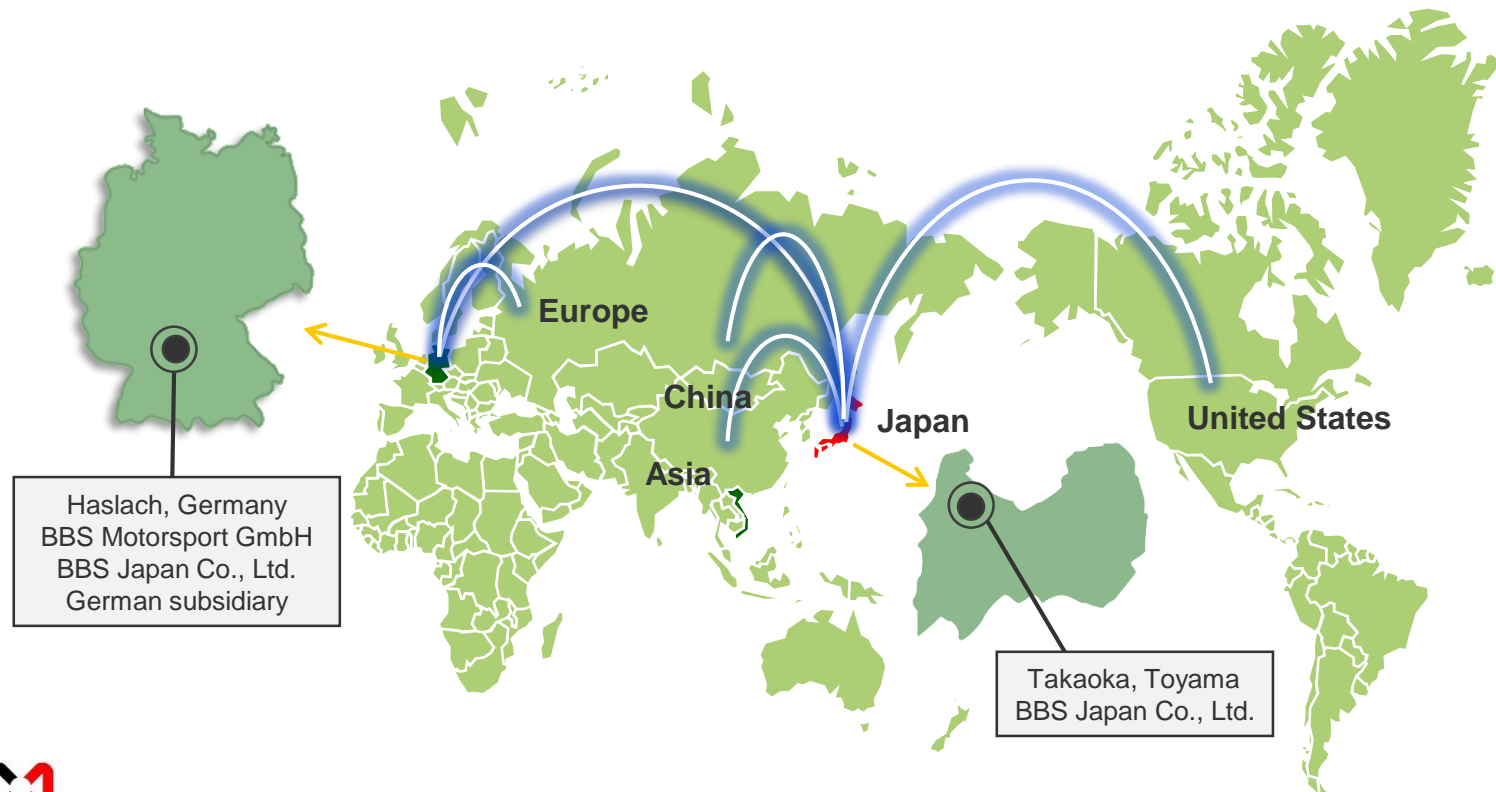 Europe
China
Japan
United States
Asia
Haslach, Germany
BBS Motorsport GmbH
BBS Japan Co., Ltd.
German subsidiary
Takaoka, Toyama
BBS Japan Co., Ltd.